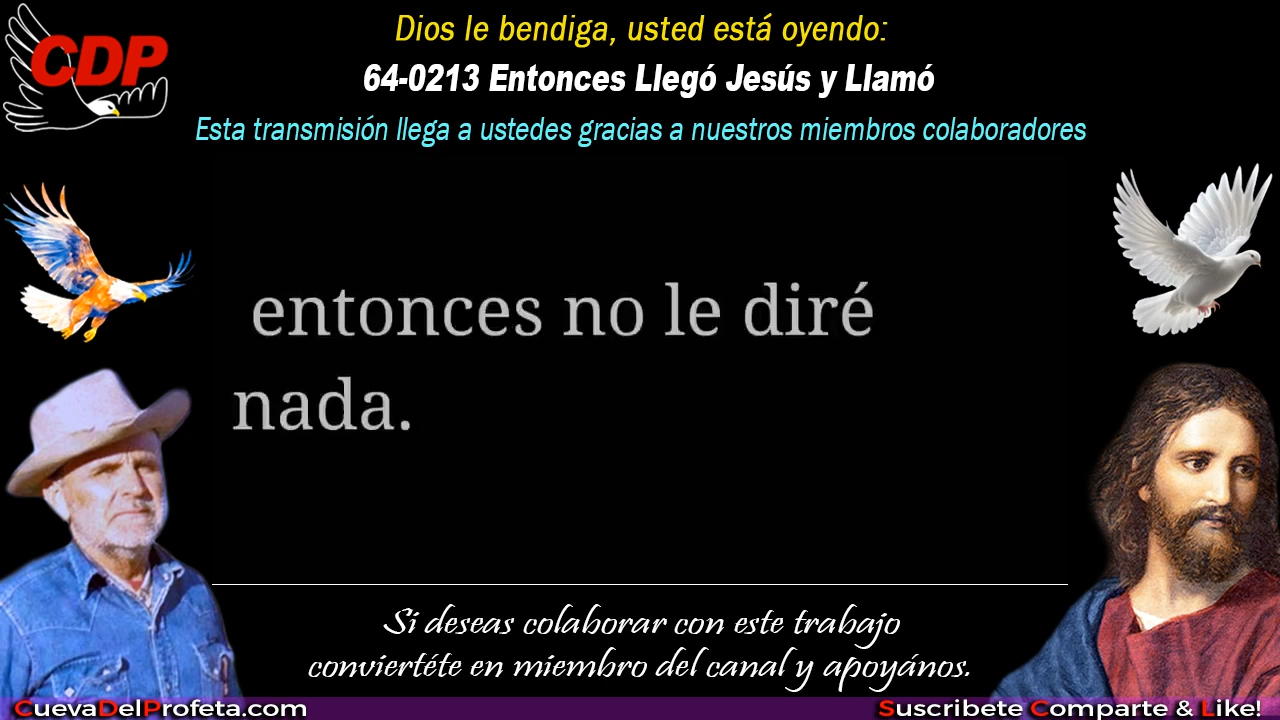 CDP
Dios le bendiga, usted está oyendo:
64-0213 Entonces Llegó Jesús y Llamó
Esta transmisión llega a ustedes gracias a nuestros miembros colaboradores
entonces no le diré
nada.
Si deseas colaborar con este trabajo
conviertéte en miembro del canal y apoyános.
CuevaDelProfeta.com
Suscribete Comparte & Like!